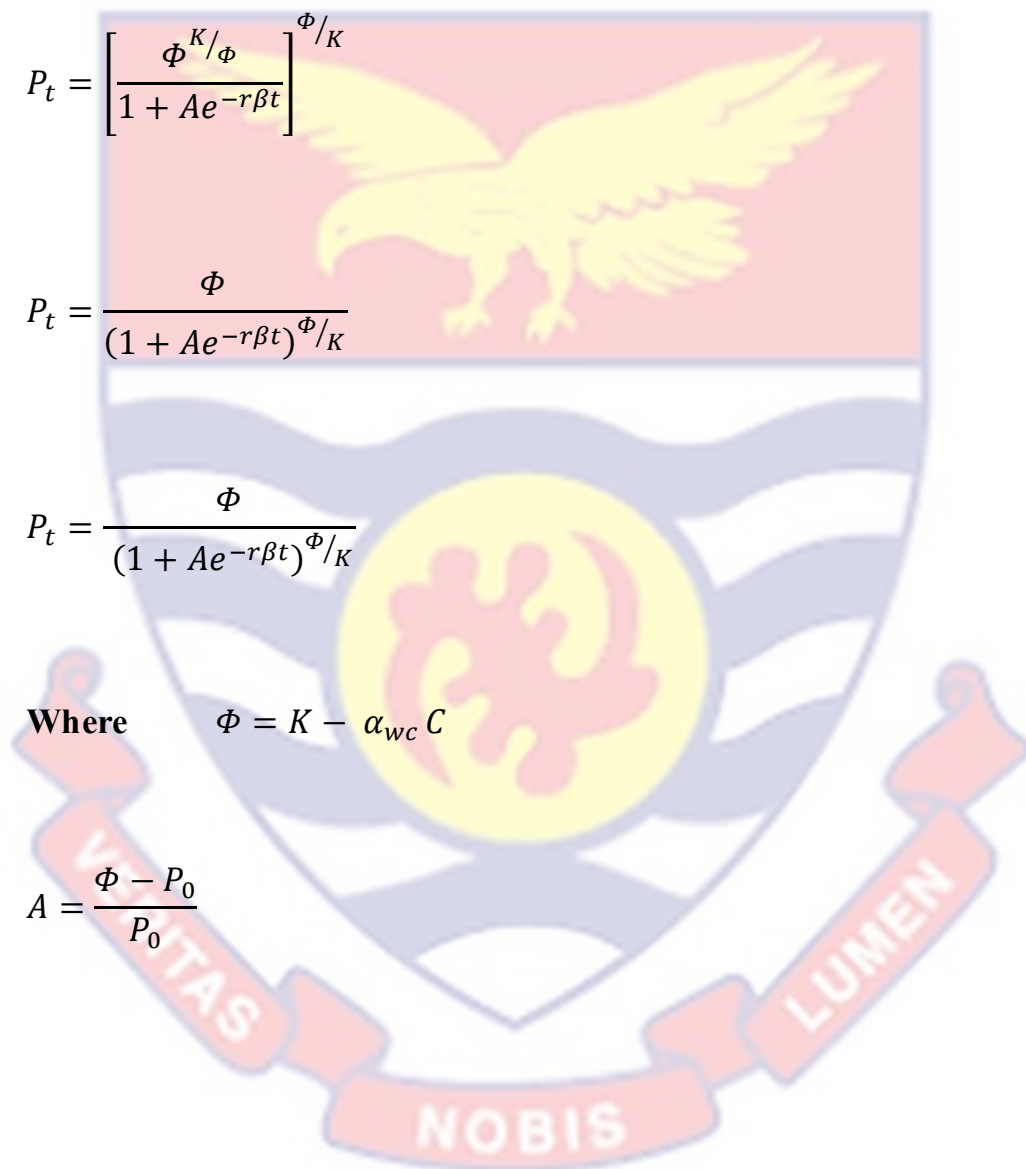 P_t = [Φ^{K/Φ} / (1 + Ae^{-rβt})]^{Φ/K}
P_t = Φ / (1 + Ae^{-rβt})^{Φ/K}
P_t = Φ / (1 + Ae^{-rβt})^{Φ/K}
Where Φ = K − α_{wc} C
A = (Φ − P_0) / P_0
VERITAS
NOBIS
LUMEN